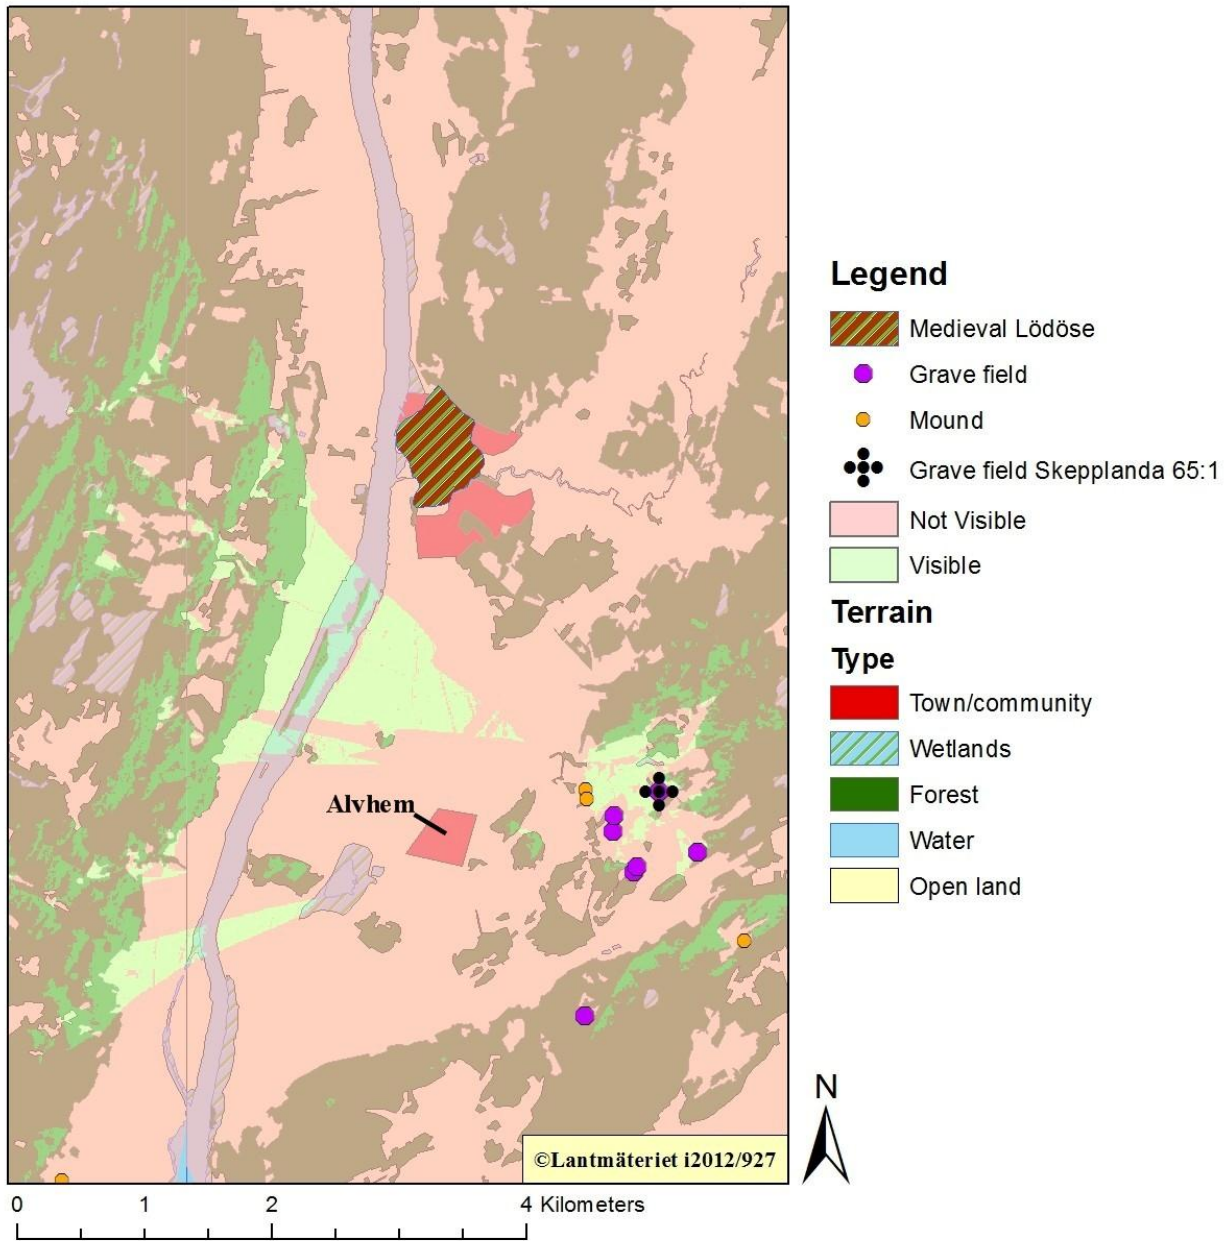 Legend
Medieval Lödöse
Grave field
Mound
Grave field Skepplanda 65:1
Not Visible
Visible
Terrain
Type
Town/community
Wetlands
Forest
Water
Open land
Alvhem
N
©Lantmäteriet i2012/927
0 1 2 4 Kilometers